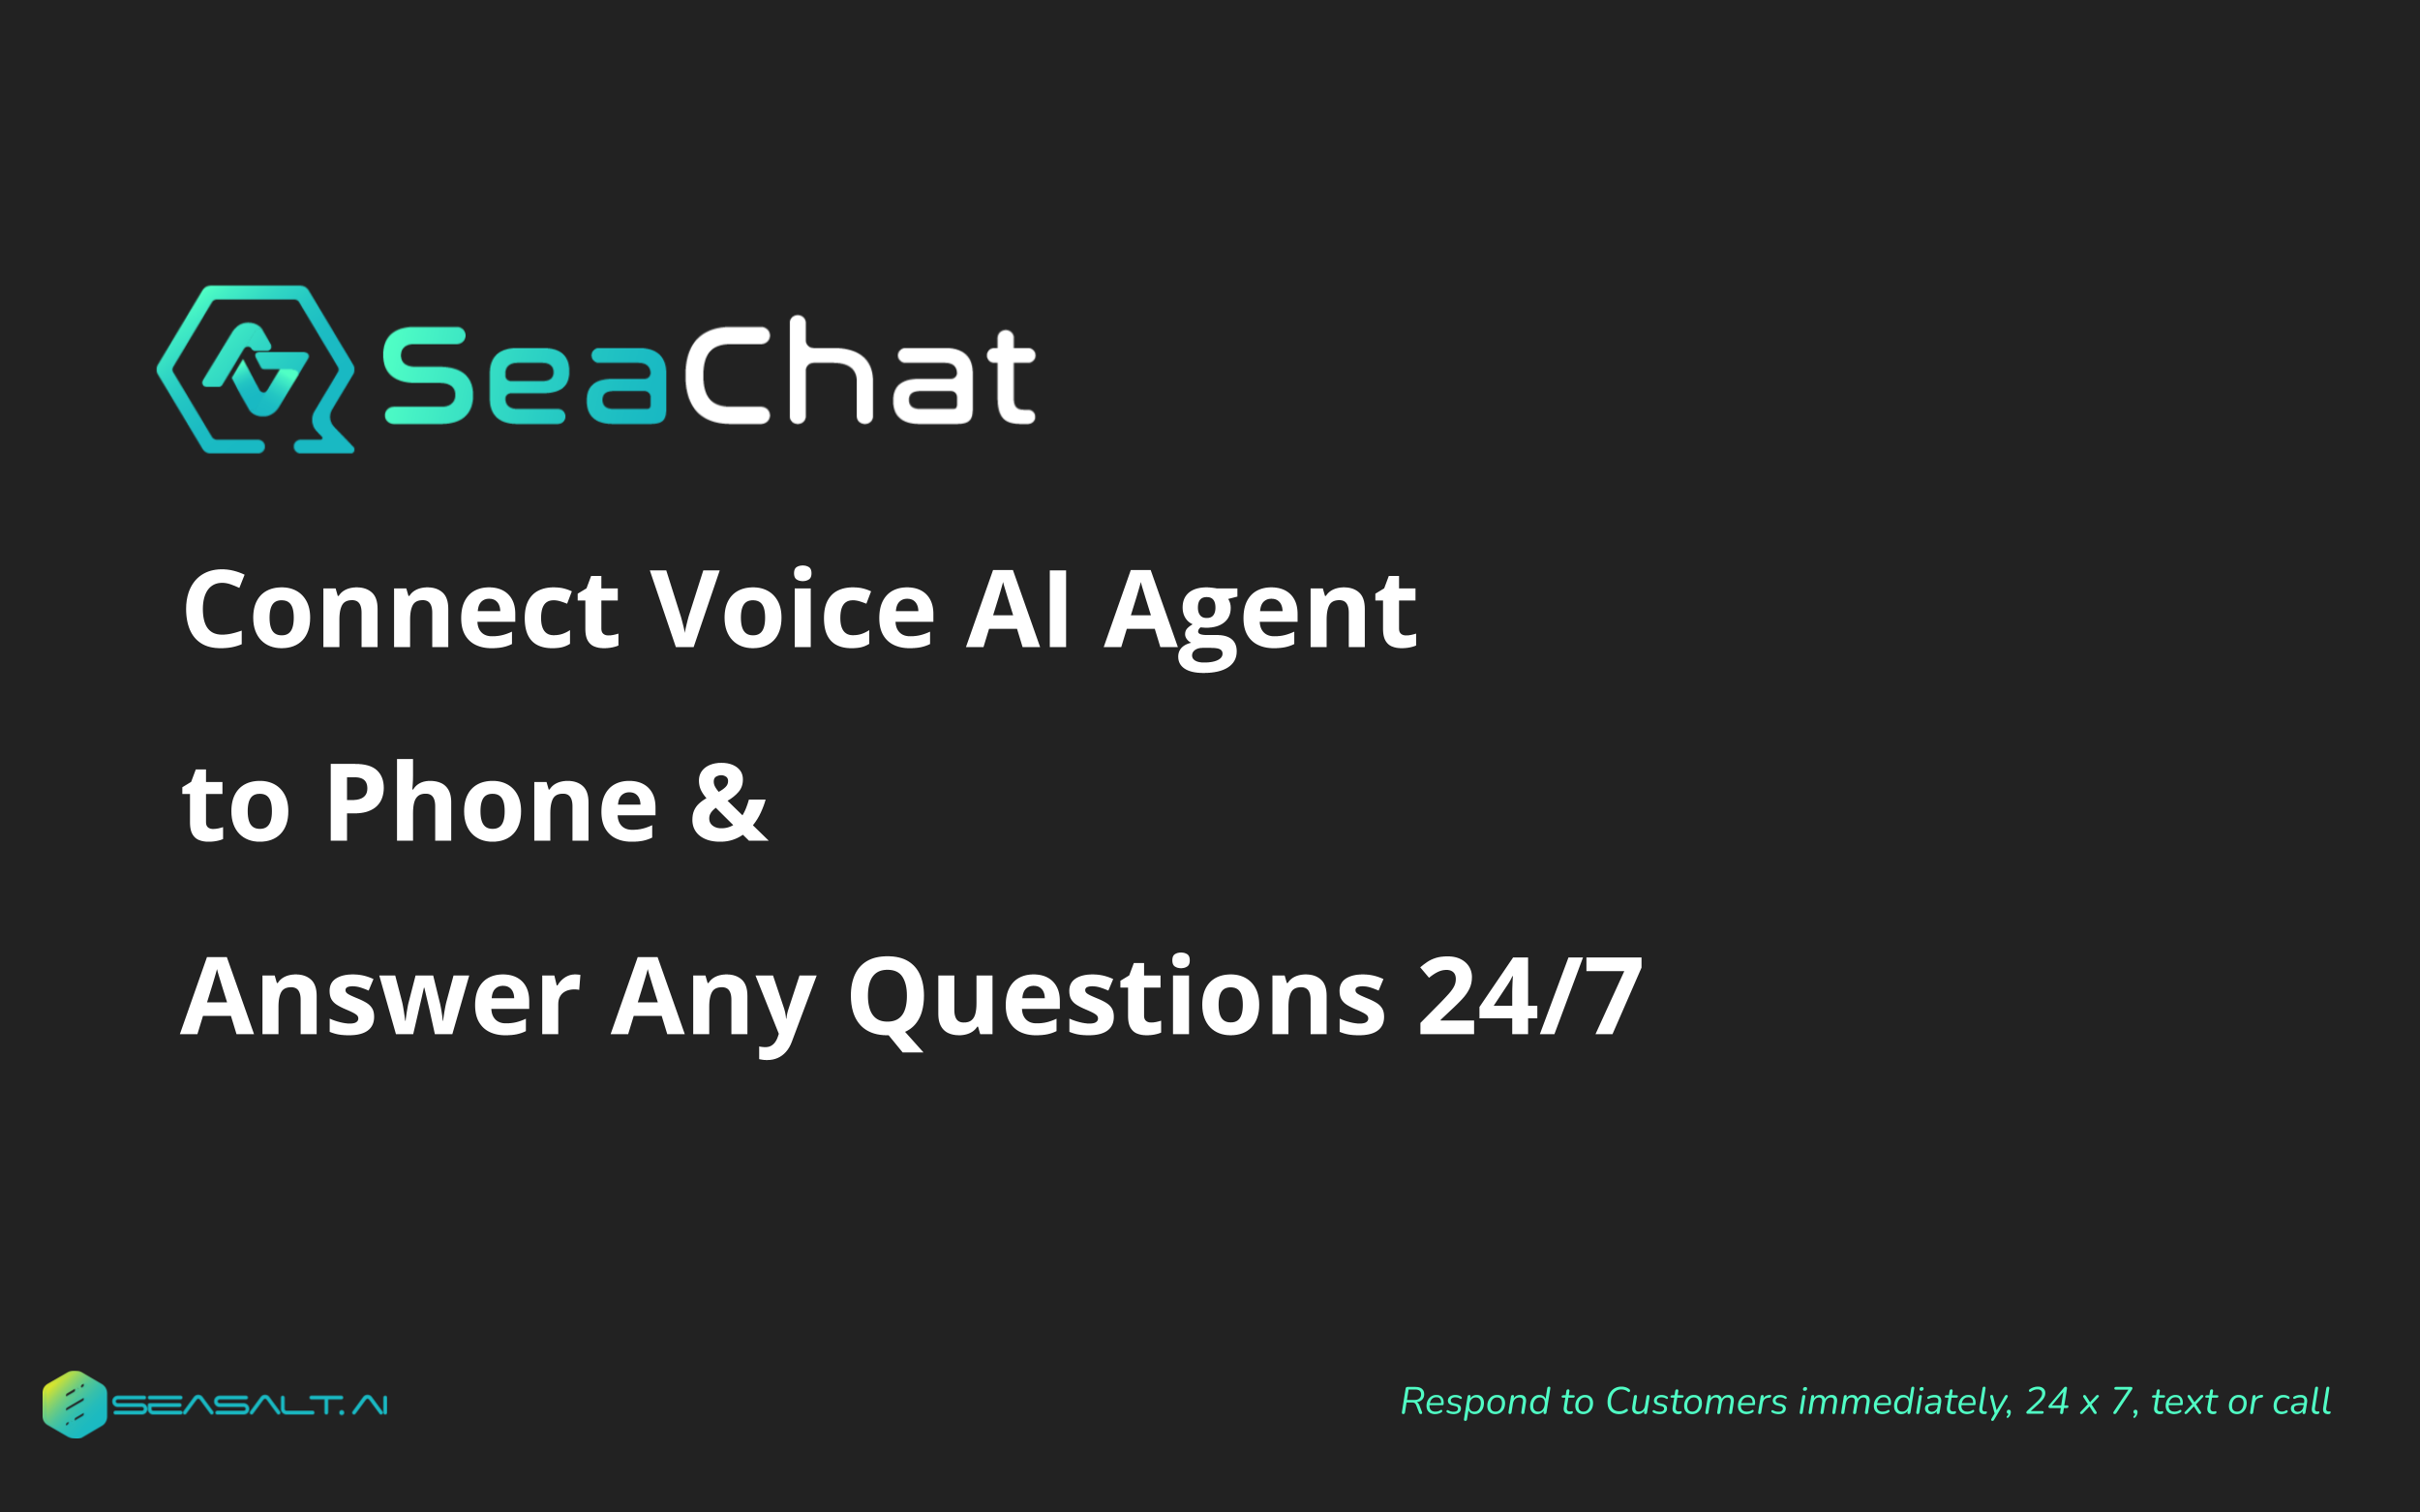 SeaChat
Connect Voice AI Agent
to Phone &
Answer Any Questions 24/7
SEASALT.AI
Respond to Customers immediately, 24 x 7, text or call